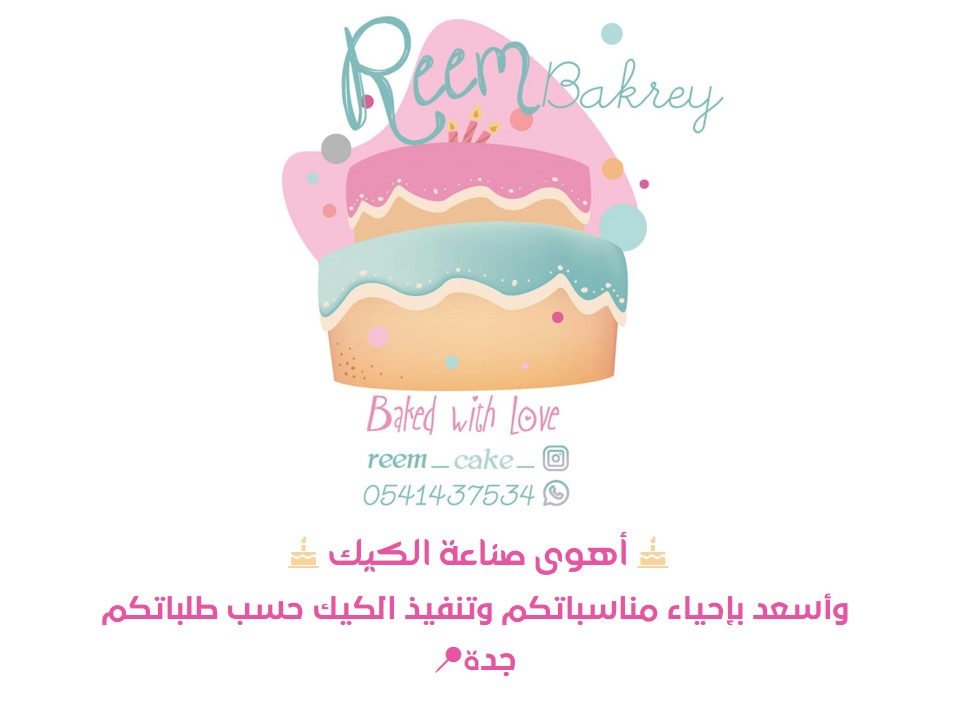 Reem Bakrey
Baked with Love
reem_cake_
0541437534
أهوى صناعة الكيك
وأسعد بإحياء مناسباتكم وتنفيذ الكيك حسب طلباتكم
جدة